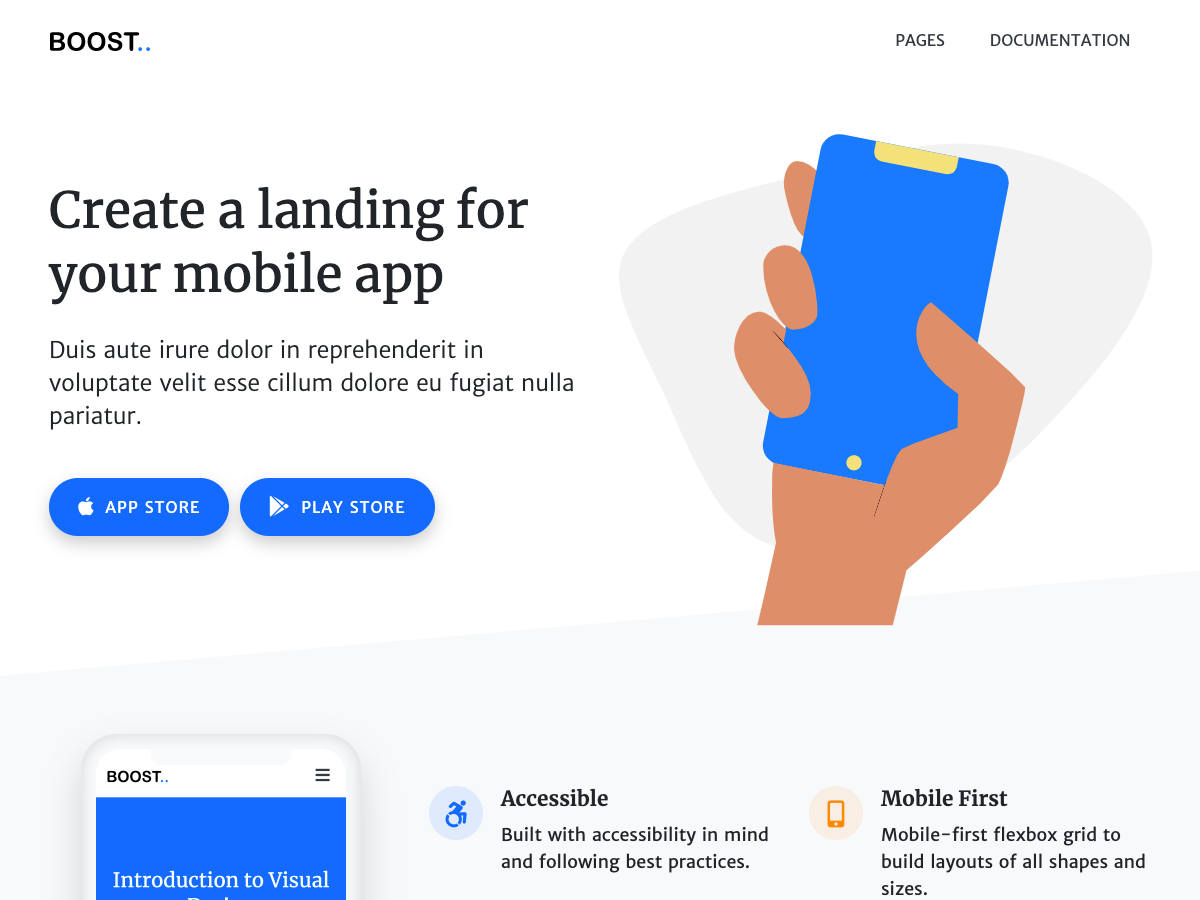 BOOST..
PAGES
DOCUMENTATION
Create a landing for
your mobile app
Duis aute irure dolor in reprehenderit in
voluptate velit esse cillum dolore eu fugiat nulla
pariatur.
APP STORE
PLAY STORE
BOOST..
Introduction to Visual
Accessible
Built with accessibility in mind
and following best practices.
Mobile First
Mobile-first flexbox grid to
build layouts of all shapes and
sizes.